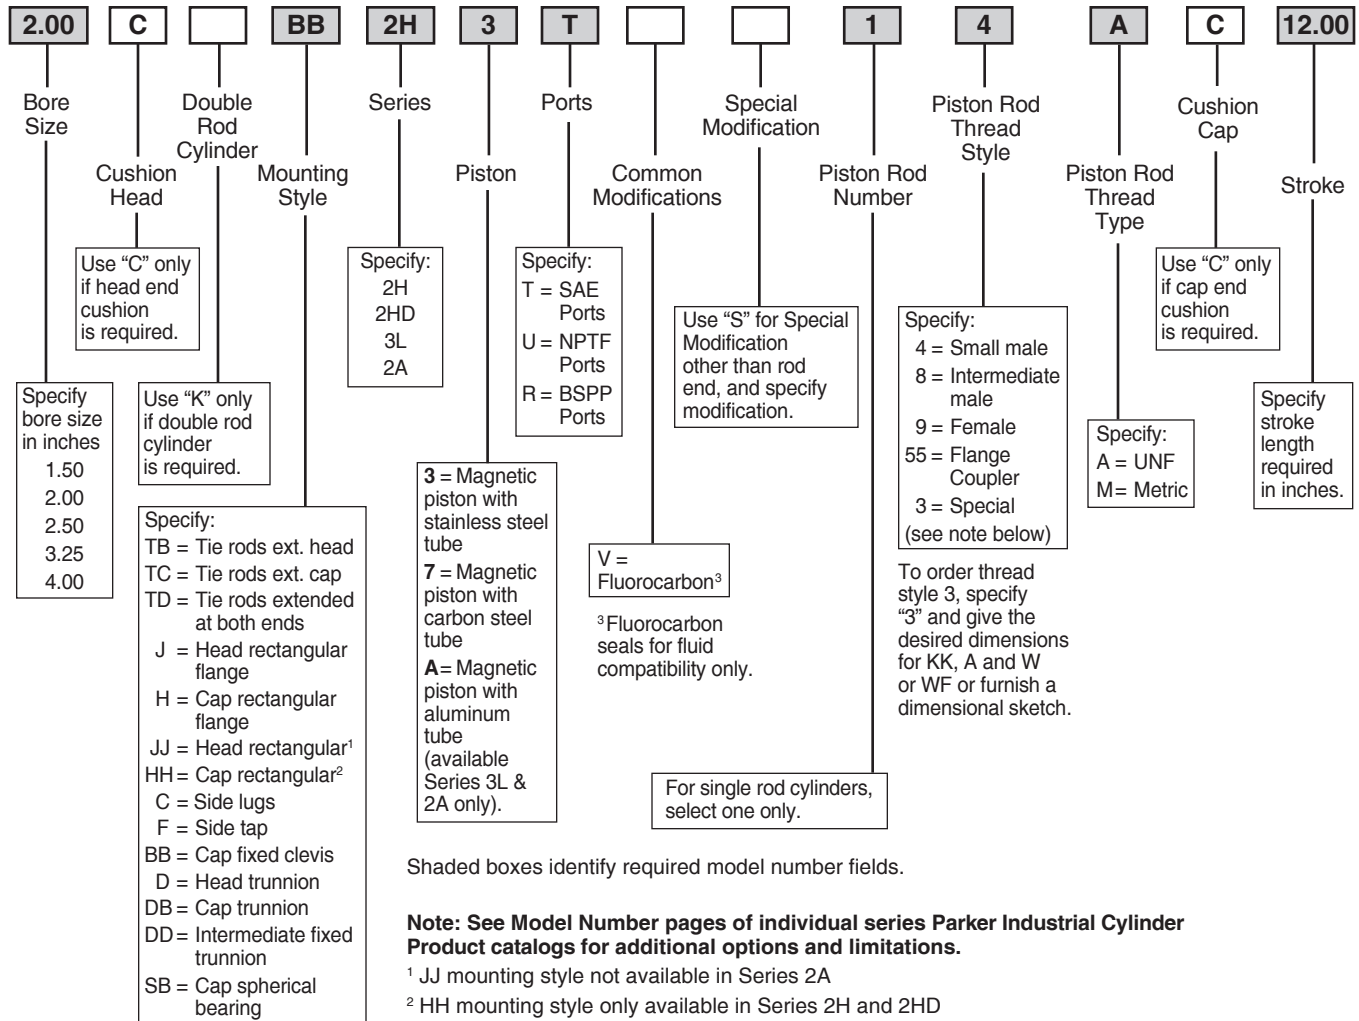 2.00 C BB 2H 3 T 1 4 A C 12.00
Bore
Size
Cushion
Head
Double
Rod
Cylinder
Mounting
Style
Series
Piston
Ports
Common
Modifications
Special
Modification
Piston Rod
Number
Piston Rod
Thread
Style
Piston Rod
Thread
Type
Cushion
Cap
Stroke
Specify
bore size
in inches
1.50
2.00
2.50
3.25
4.00
Use “C” only
if head end
cushion
is required.
Use “K” only
if double rod
cylinder
is required.
Specify:
TB = Tie rods ext. head
TC = Tie rods ext. cap
TD = Tie rods extended
at both ends
J = Head rectangular
flange
H = Cap rectangular
flange
JJ = Head rectangular¹
HH = Cap rectangular²
C = Side lugs
F = Side tap
BB = Cap fixed clevis
D = Head trunnion
DB = Cap trunnion
DD = Intermediate fixed
trunnion
SB = Cap spherical
bearing
Specify:
2H
2HD
3L
2A
3 = Magnetic
piston with
stainless steel
tube
7 = Magnetic
piston with
carbon steel
tube
A = Magnetic
piston with
aluminum
tube
(available
Series 3L &
2A only).
Specify:
T = SAE
Ports
U = NPTF
Ports
R = BSPP
Ports
V =
Fluorocarbon³
³ Fluorocarbon
seals for fluid
compatibility only.
Use “S” for Special
Modification
other than rod
end, and specify
modification.
For single rod cylinders,
select one only.
Specify:
4 = Small male
8 = Intermediate
male
9 = Female
55 = Flange
Coupler
3 = Special
(see note below)
To order thread
style 3, specify
“3” and give the
desired dimensions
for KK, A and W
or WF or furnish a
dimensional sketch.
Specify:
A = UNF
M = Metric
Use “C” only
if cap end
cushion
is required.
Specify
stroke
length
required
in inches.
Shaded boxes identify required model number fields.
Note: See Model Number pages of individual series Parker Industrial Cylinder
Product catalogs for additional options and limitations.
¹ JJ mounting style not available in Series 2A
² HH mounting style only available in Series 2H and 2HD